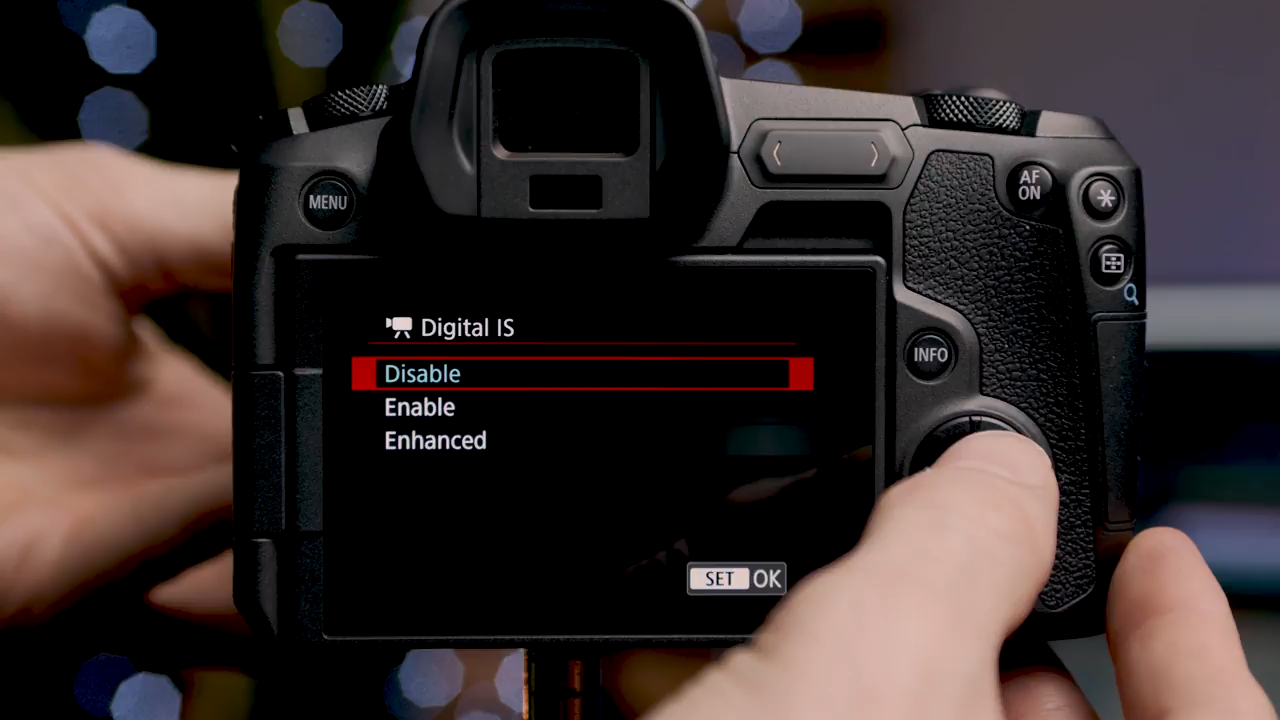 MENU
〈 〉
AF
ON
INFO
Digital IS
Disable
Enable
Enhanced
SET OK